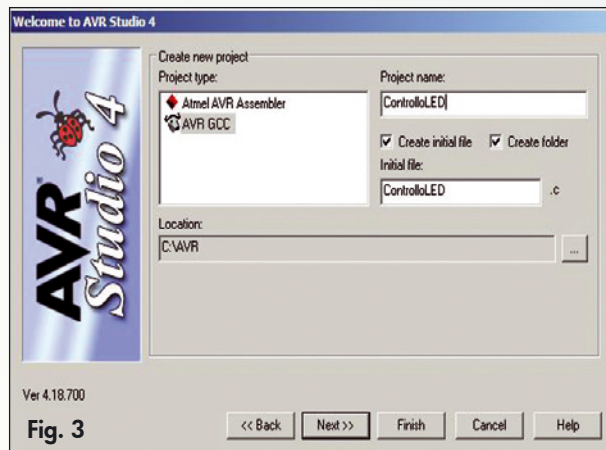 Welcome to AVR Studio 4
AVR Studio 4
Create new project
Project type:
Atmel AVR Assembler
AVR GCC
Project name:
ControlloLED
Create initial file
Create folder
Initial file:
ControlloLED
.c
Location:
C:\AVR
...
Ver 4.18.700
Fig. 3
<< Back
Next >>
Finish
Cancel
Help